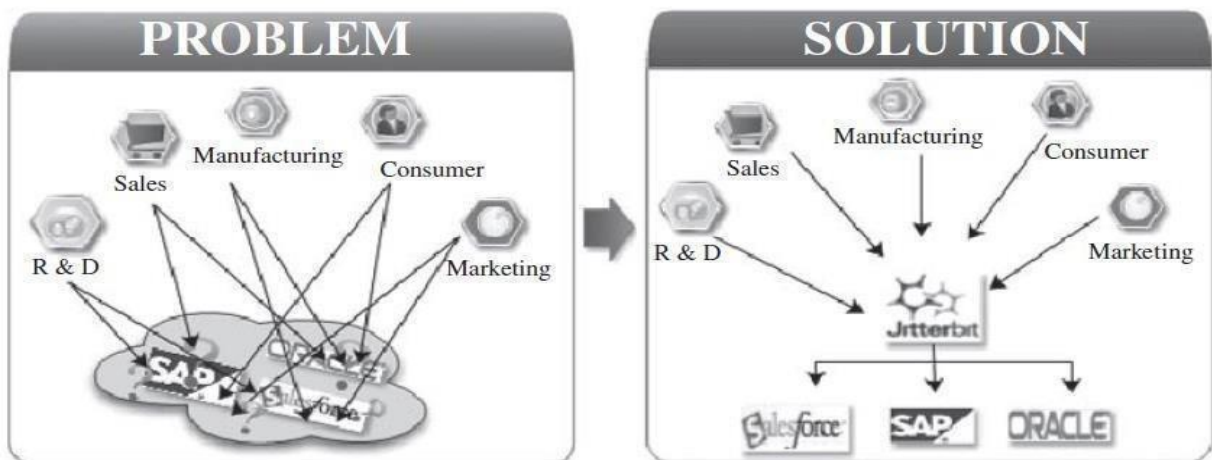 PROBLEM
Manufacturing
Consumer
Sales
R & D
Marketing
SAP
ORACLE
Salesforce
SOLUTION
Manufacturing
Sales
Consumer
R & D
Marketing
Jitterbit
Salesforce
SAP
ORACLE